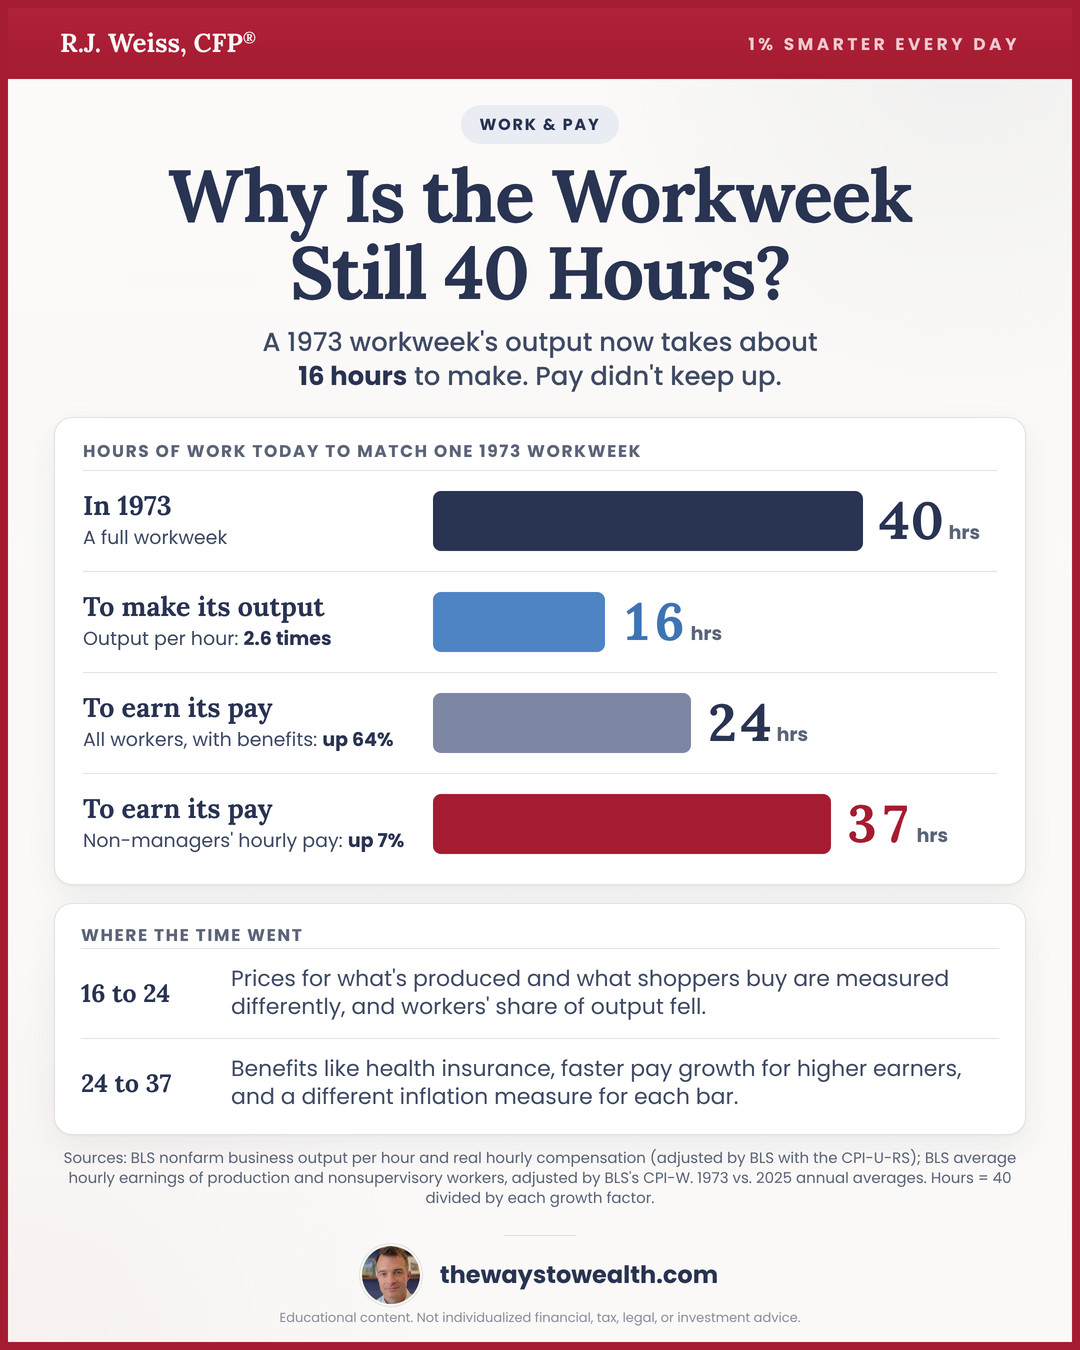 R.J. Weiss, CFP®
1% SMARTER EVERY DAY
WORK & PAY
Why Is the Workweek
Still 40 Hours?
A 1973 workweek's output now takes about
16 hours to make. Pay didn't keep up.
HOURS OF WORK TODAY TO MATCH ONE 1973 WORKWEEK
In 1973
A full workweek
40 hrs
To make its output
Output per hour: 2.6 times
16 hrs
To earn its pay
All workers, with benefits: up 64%
24 hrs
To earn its pay
Non-managers' hourly pay: up 7%
37 hrs
WHERE THE TIME WENT
16 to 24
Prices for what's produced and what shoppers buy are measured
differently, and workers' share of output fell.
24 to 37
Benefits like health insurance, faster pay growth for higher earners,
and a different inflation measure for each bar.
Sources: BLS nonfarm business output per hour and real hourly compensation (adjusted by BLS with the CPI-U-RS); BLS average
hourly earnings of production and nonsupervisory workers, adjusted by BLS's CPI-W. 1973 vs. 2025 annual averages. Hours = 40
divided by each growth factor.
thewaystowealth.com
Educational content. Not individualized financial, tax, legal, or investment advice.